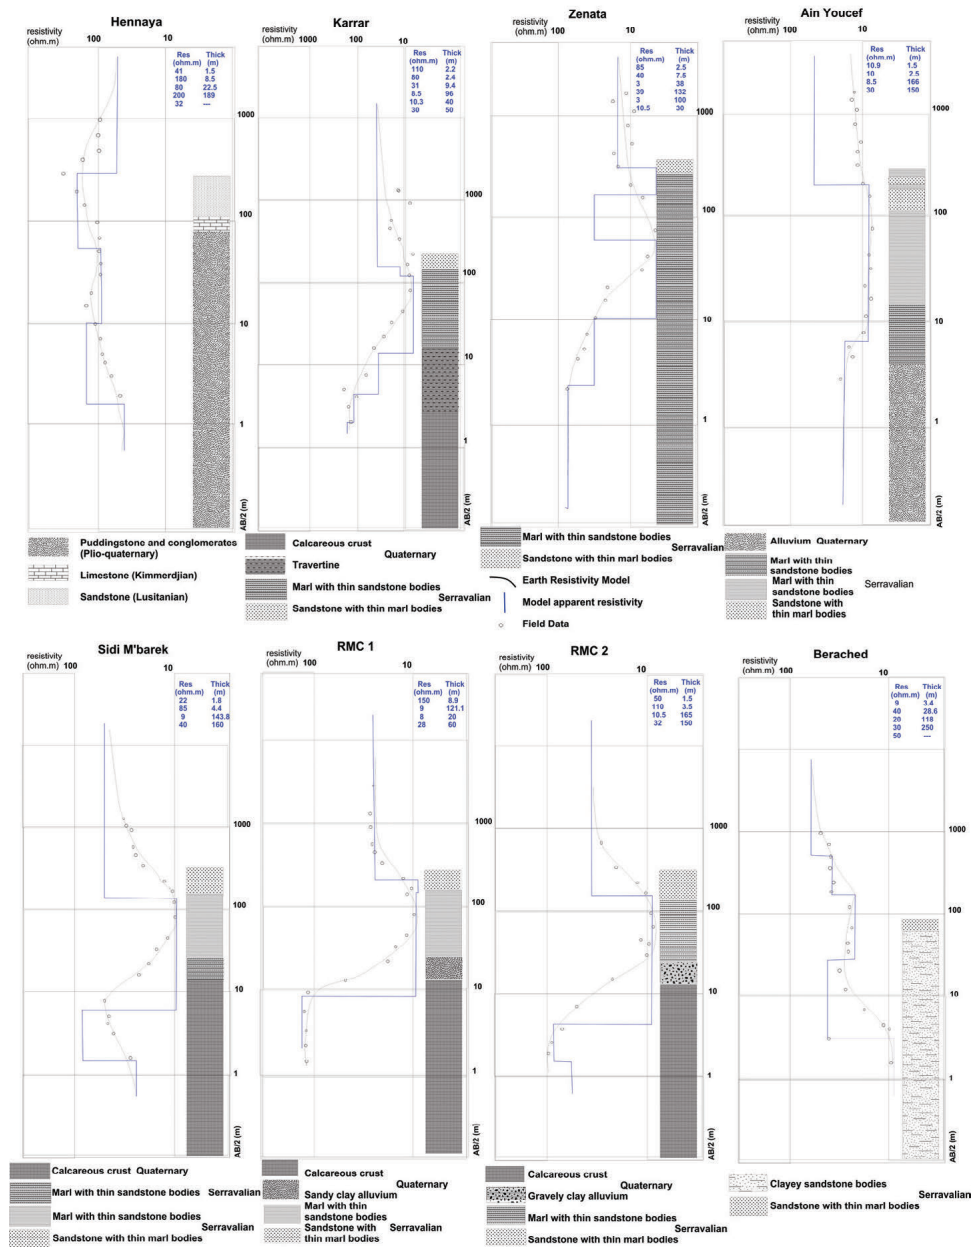 Hennaya
resistivity
(ohm.m)
100
Res Thick
(ohm.m) (m)
41 1.5
180 8.5
80 22.5
200 189
32 ---
1000
100
10
1
AB/2 (m)
Puddingstone and conglomerates
(Plio-quaternary)
Limestone (Kimmerdjian)
Sandstone (Lusitanian)
Karrar
resistivity
(ohm.m) 1000
100
10
Res Thick
(ohm.m) (m)
110 2.2
80 2.4
31 9.4
8.5 96
10.3 40
30 50
1000
100
10
1
AB/2 (m)
Calcareous crust
Quaternary
Travertine
Marl with thin sandstone bodies
Serravalian
Sandstone with thin marl bodies
Zenata
resistivity
(ohm.m)
100
10
Res Thick
(ohm.m) (m)
85 2.5
40 7.5
3 38
39 132
3 100
10.5 30
1000
100
10
1
AB/2 (m)
Marl with thin sandstone bodies
Serravalian
Sandstone with thin marl bodies
Earth Resistivity Model
Model apparent resistivity
Field Data
Ain Youcef
resistivity
(ohm.m)
100
10
Res Thick
(ohm.m) (m)
10.9 1.5
10 2.5
8.5 166
30 150
1000
100
10
1
AB/2 (m)
Alluvium Quaternary
Marl with thin
sandstone bodies
Marl with thin
sandstone bodies
Serravalian
Sandstone with
thin marl bodies
Sidi M'barek
resistivity
(ohm.m)
100
10
Res Thick
(ohm.m) (m)
22 1.8
85 4.4
9 143.8
40 160
1000
100
10
1
AB/2 (m)
Calcareous crust Quaternary
Marl with thin sandstone bodies Serravalian
Marl with thin sandstone bodies
Serravalian
Sandstone with thin marl bodies
RMC 1
resistivity
(ohm.m)
100
10
Res Thick
(ohm.m) (m)
150 8.9
9 121.1
8 20
28 60
1000
100
10
1
AB/2 (m)
Calcareous crust
Quaternary
Sandy clay alluvium
Marl with thin
sandstone bodies
Serravalian
Sandstone with
thin marl bodies
RMC 2
resistivity
(ohm.m)
100
10
Res Thick
(ohm.m) (m)
50 1.5
110 3.5
10.5 165
32 150
1000
100
10
1
AB/2 (m)
Calcareous crust
Quaternary
Gravely clay alluvium
Marl with thin sandstone bodies
Serravalian
Sandstone with thin marl bodies
Berached
resistivity
(ohm.m)
100
10
Res Thick
(ohm.m) (m)
9 3.4
40 28.6
20 118
30 250
50 ---
1000
100
10
1
AB/2 (m)
Clayey sandstone bodies
Serravalian
Sandstone with thin marl bodies